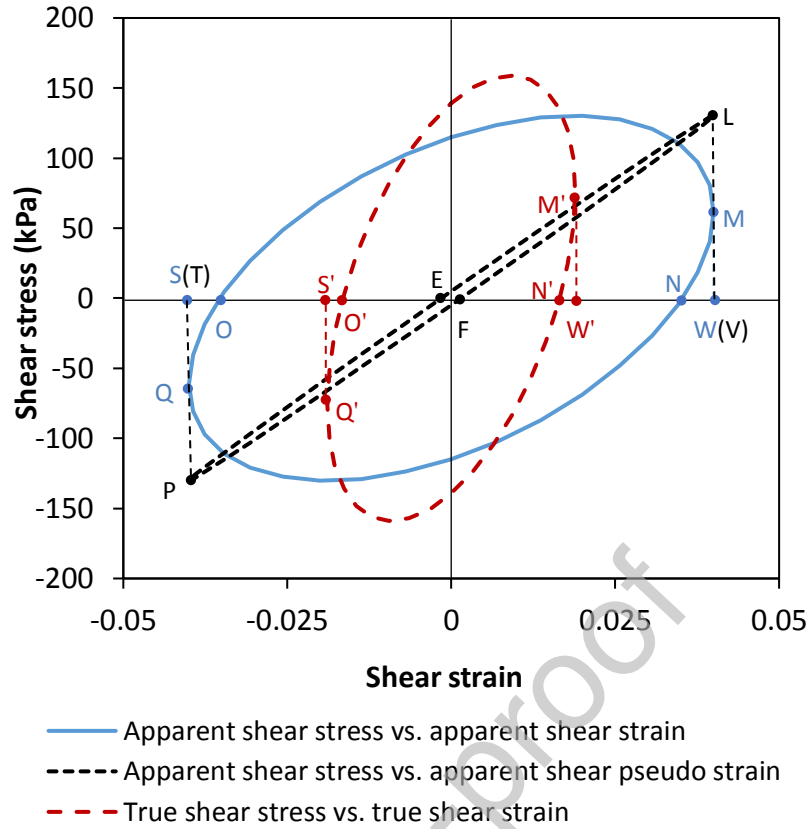 200
150
100
50
0
-50
-100
-150
-200
Shear stress (kPa)
L
M'
M
S(T)
S'
E
N'
N
O
O'
F
W'
W(V)
Q
Q'
P
-0.05
-0.025
0
0.025
0.05
Shear strain
Apparent shear stress vs. apparent shear strain
Apparent shear stress vs. apparent shear pseudo strain
True shear stress vs. true shear strain
proof